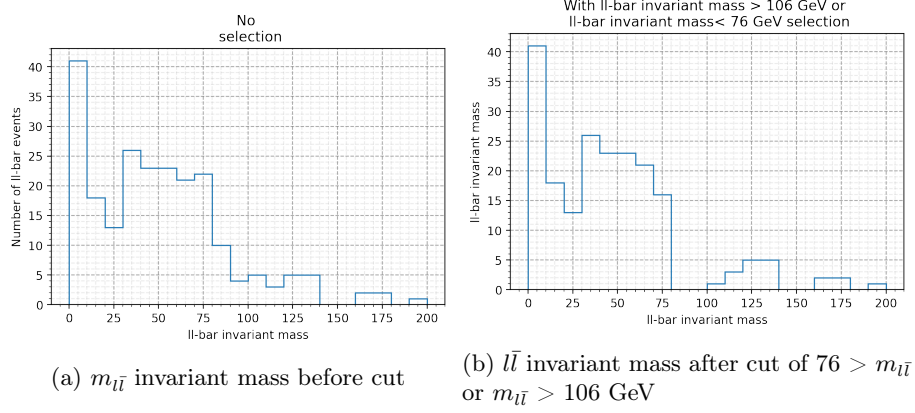 No
selection
Number of ll-bar events
40
35
30
25
20
15
10
5
0
0 25 50 75 100 125 150 175 200
ll-bar invariant mass
(a) m_{l\bar{l}} invariant mass before cut
With ll-bar invariant mass > 106 GeV or
ll-bar invariant mass< 76 GeV selection
ll-bar invariant mass
40
35
30
25
20
15
10
5
0
0 25 50 75 100 125 150 175 200
ll-bar invariant mass
(b) l\bar{l} invariant mass after cut of 76 > m_{l\bar{l}}
or m_{l\bar{l}} > 106 GeV